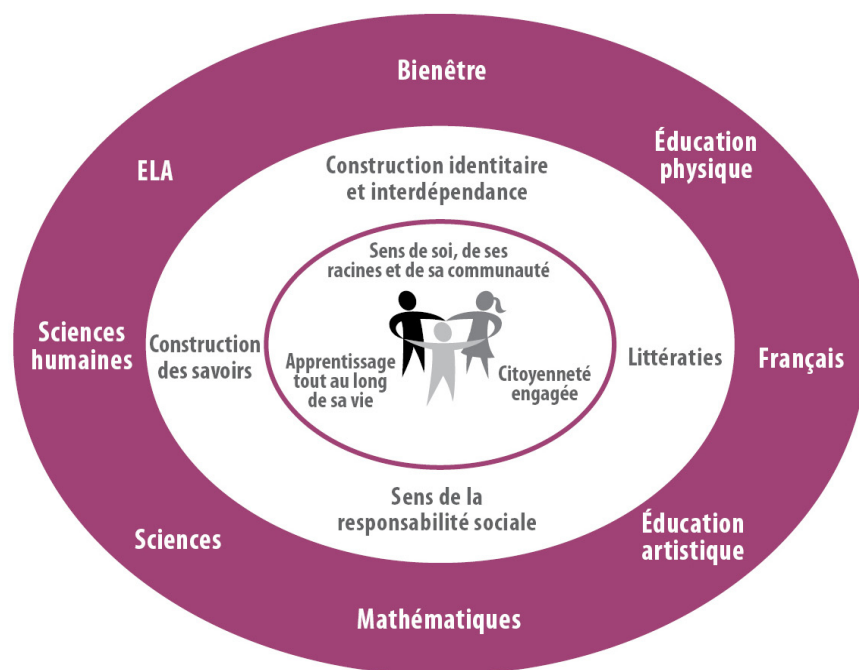 Bienêtre
Éducation
physique
ELA
Construction identitaire
et interdépendance
Sens de soi, de ses
racines et de sa communauté
Sciences
humaines
Construction
des savoirs
Apprentissage
tout au long
de sa vie
Citoyenneté
engagée
Littératies
Français
Sens de la
responsabilité sociale
Sciences
Éducation
artistique
Mathématiques